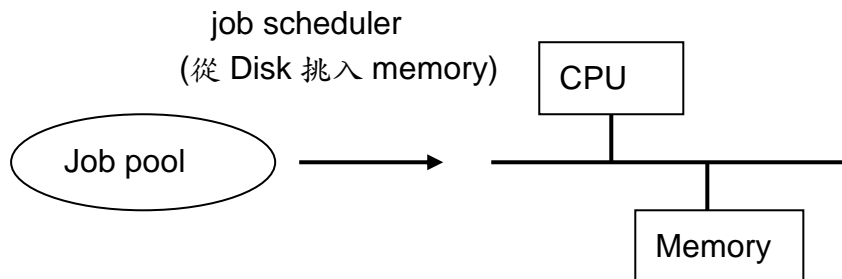 job scheduler
(從 Disk 挑入 memory)
CPU
Job pool
Memory